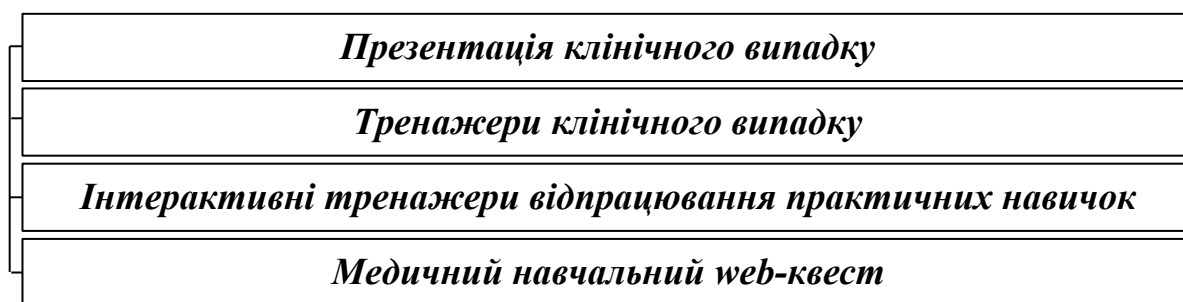 Презентація клінічного випадку
Тренажери клінічного випадку
Інтерактивні тренажери відпрацювання практичних навичок
Медичний навчальний web-квест